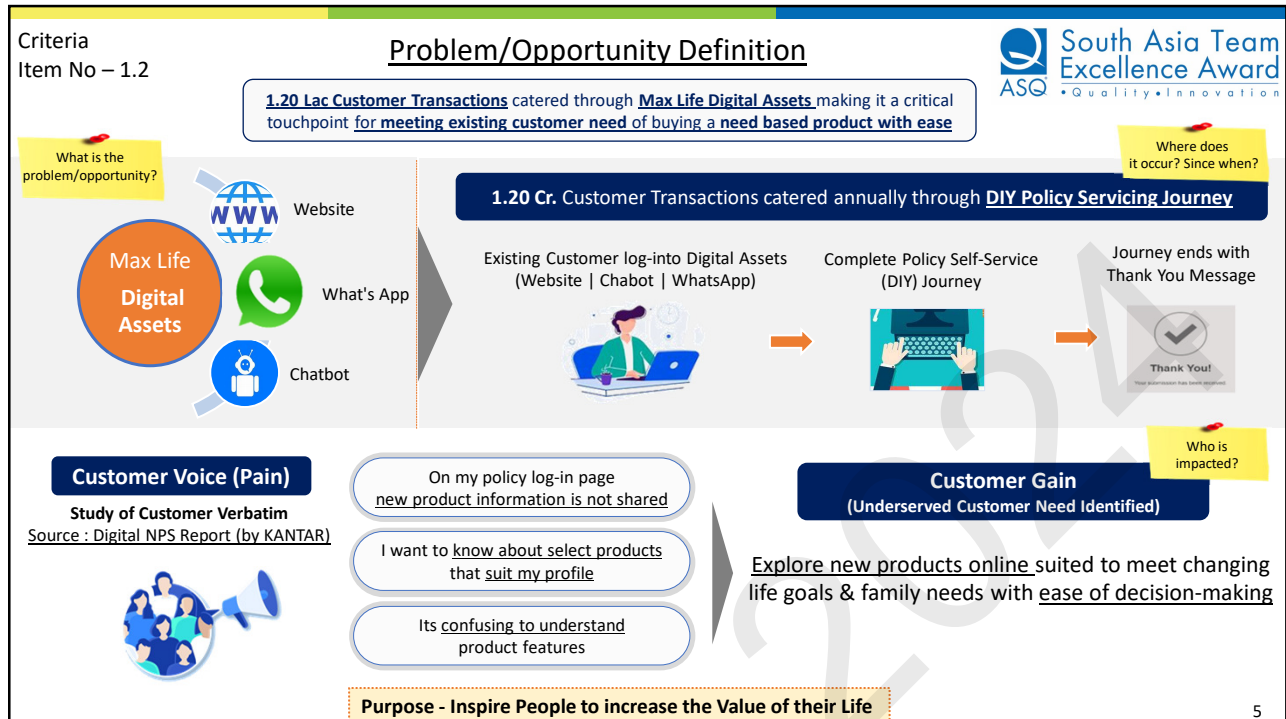 Criteria
Item No – 1.2
Problem/Opportunity Definition
South Asia Team
Excellence Award
ASQ
•Quality•Innovation
1.20 Lac Customer Transactions catered through Max Life Digital Assets making it a critical
touchpoint for meeting existing customer need of buying a need based product with ease
What is the
problem/opportunity?
Where does
it occur? Since when?
Max Life
Digital
Assets
WWW
Website
What's App
Chatbot
1.20 Cr. Customer Transactions catered annually through DIY Policy Servicing Journey
Existing Customer log-into Digital Assets
(Website | Chabot | WhatsApp)
Complete Policy Self-Service
(DIY) Journey
Journey ends with
Thank You Message
Thank You!
Your submission has been received
Customer Voice (Pain)
Study of Customer Verbatim
Source : Digital NPS Report (by KANTAR)
On my policy log-in page
new product information is not shared
I want to know about select products
that suit my profile
Its confusing to understand
product features
Who is
impacted?
Customer Gain
(Underserved Customer Need Identified)
Explore new products online suited to meet changing
life goals & family needs with ease of decision-making
Purpose - Inspire People to increase the Value of their Life
5
2024